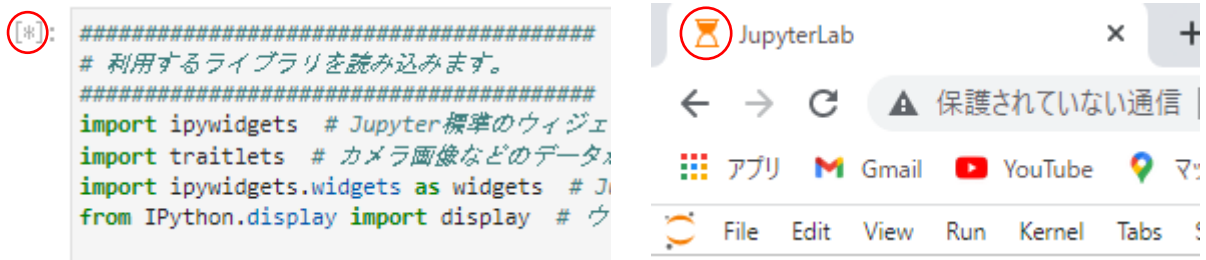 [*]:
########################################
# 利用するライブラリを読み込みます。
########################################
import ipywidgets # Jupyter標準のウィジェ
import traitlets # カメラ画像などのデータ
import ipywidgets.widgets as widgets # J
from IPython.display import display # ウ
JupyterLab
保護されていない通信
アプリ Gmail YouTube マッ
File Edit View Run Kernel Tabs